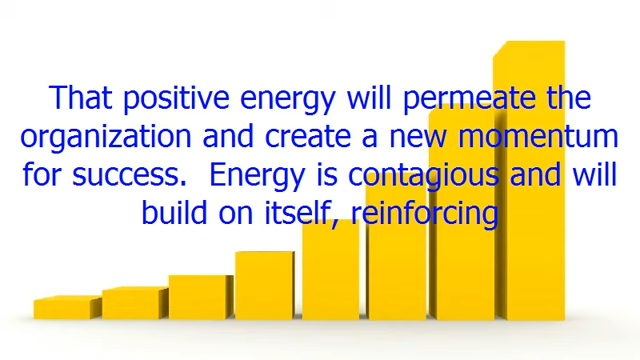 That positive energy will permeate the
organization and create a new momentum
for success.  Energy is contagious and will
build on itself, reinforcing